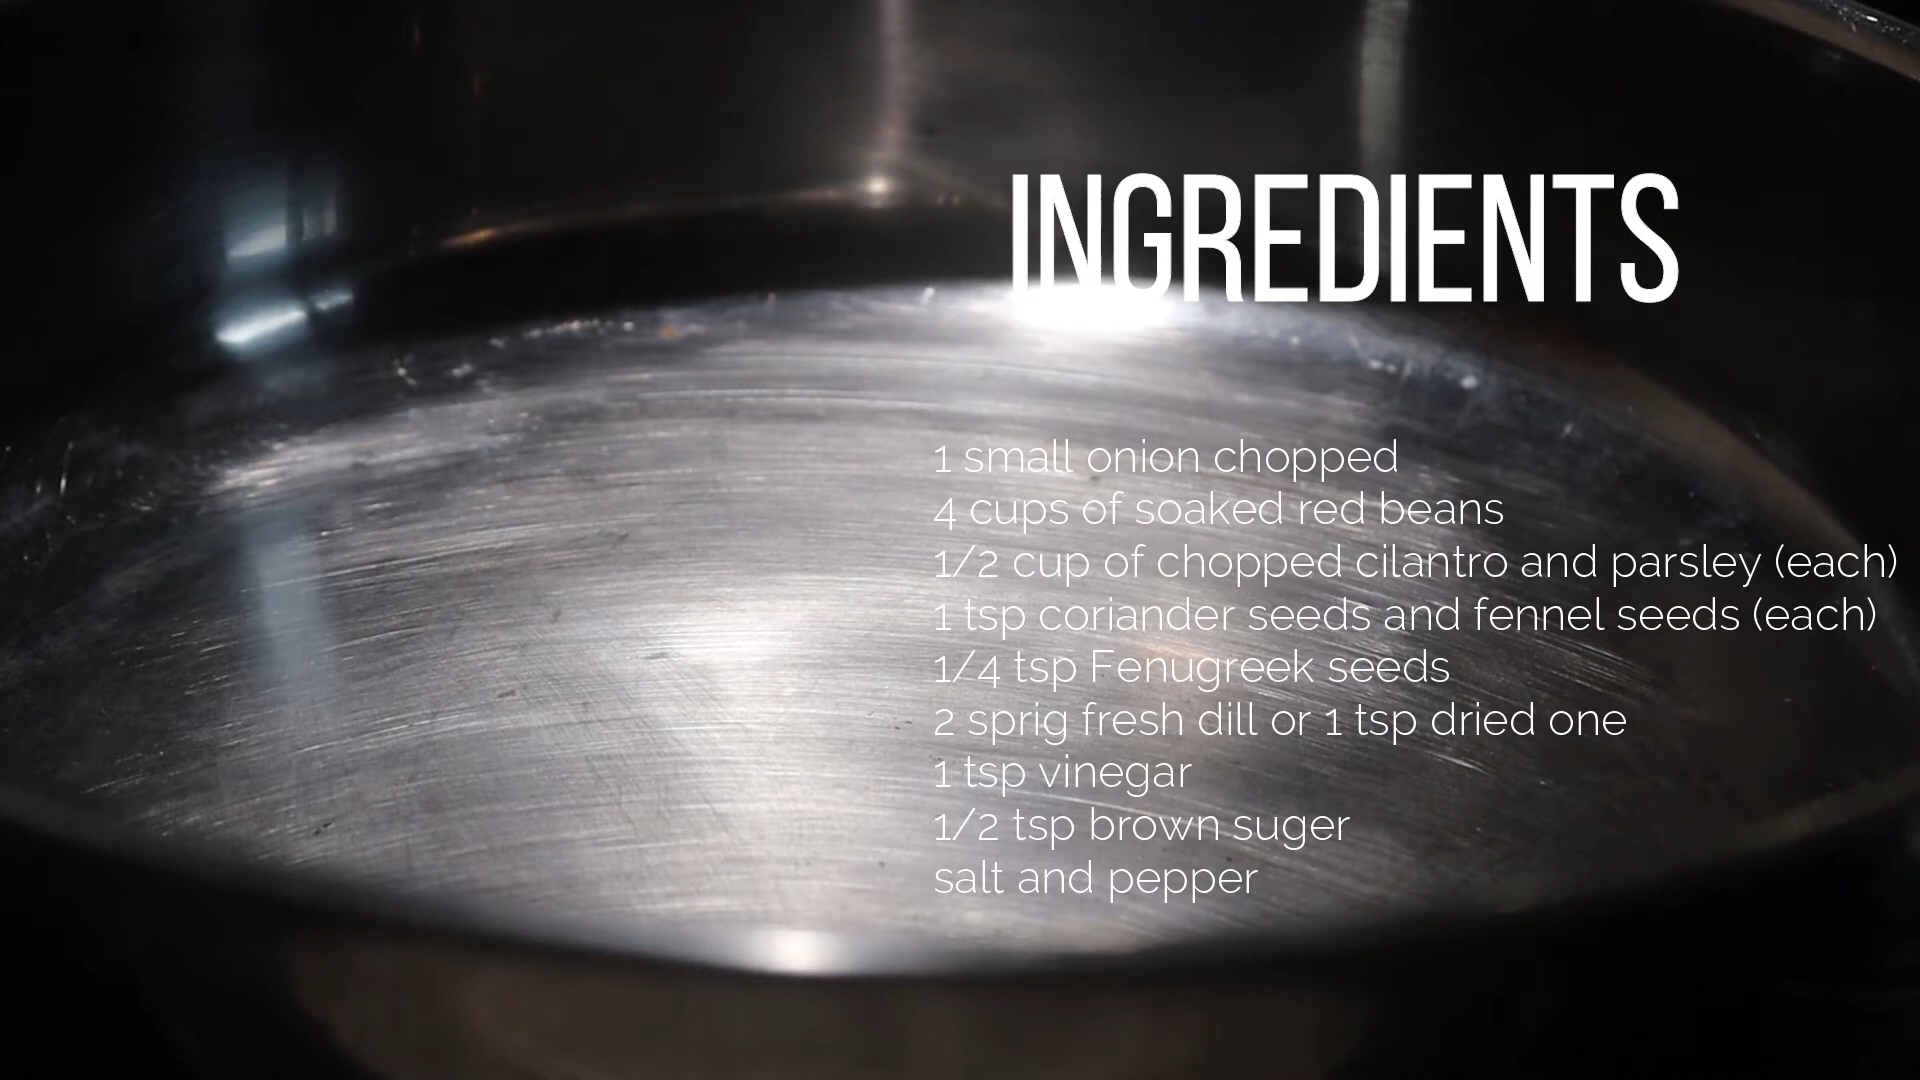 INGREDIENTS
1 small onion chopped
4 cups of soaked red beans
1/2 cup of chopped cilantro and parsley (each)
1 tsp coriander seeds and fennel seeds (each)
1/4 tsp Fenugreek seeds
2 sprig fresh dill or 1 tsp dried one
1 tsp vinegar
1/2 tsp brown suger
salt and pepper